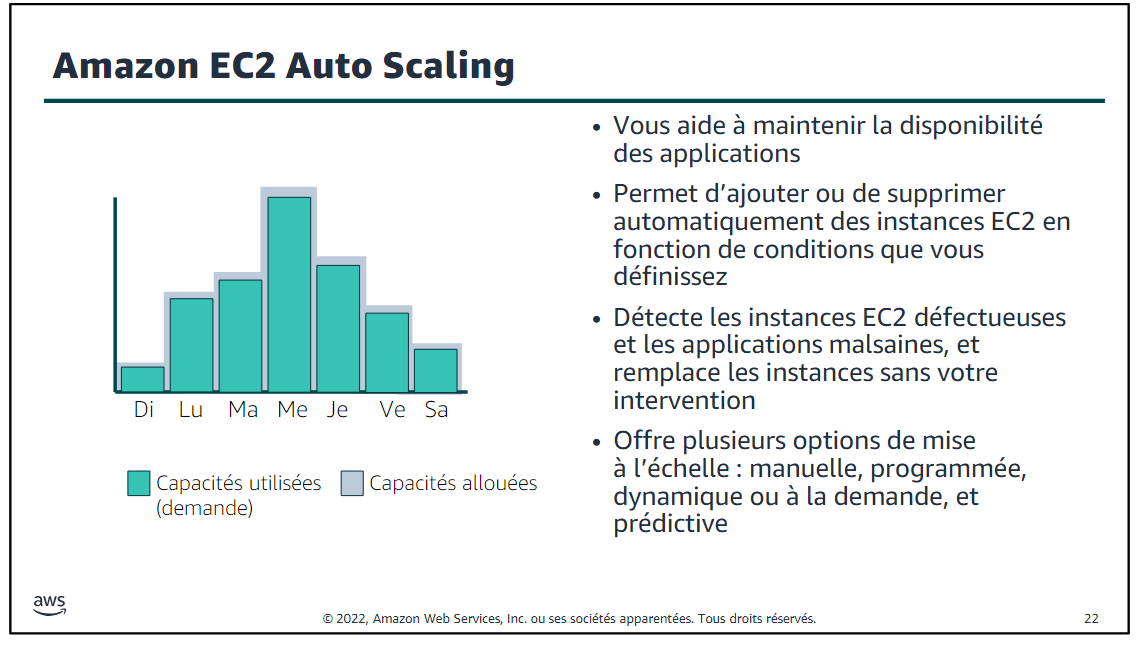 Amazon EC2 Auto Scaling
Di Lu Ma Me Je Ve Sa
Capacités utilisées
(demande)
Capacités allouées
• Vous aide à maintenir la disponibilité
des applications
• Permet d’ajouter ou de supprimer
automatiquement des instances EC2 en
fonction de conditions que vous
définissez
• Détecte les instances EC2 défectueuses
et les applications malsaines, et
remplace les instances sans votre
intervention
• Offre plusieurs options de mise
à l’échelle : manuelle, programmée,
dynamique ou à la demande, et
prédictive
aws
© 2022, Amazon Web Services, Inc. ou ses sociétés apparentées. Tous droits réservés.
22